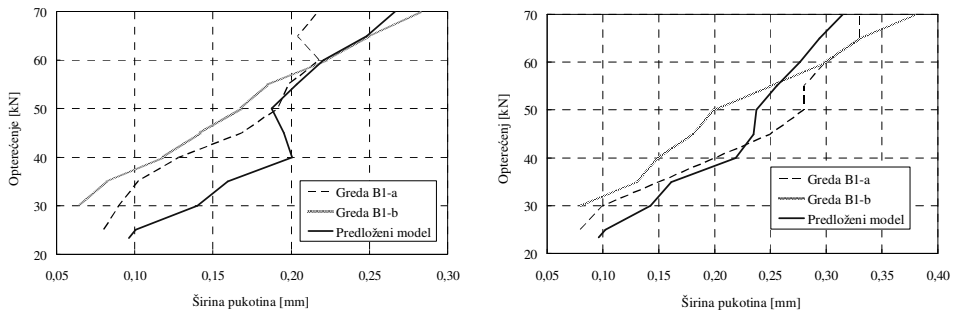 70
60
50
40
30
20
Opterećenje [kN]
0,05 0,10 0,15 0,20 0,25 0,30
Širina pukotina [mm]
Greda B1-a
Greda B1-b
Predloženi model
70
60
50
40
30
20
Opterećenj [kN]
0,05 0,10 0,15 0,20 0,25 0,30 0,35 0,40
Širina pukotina [mm]
Greda B1-a
Greda B1-b
Predloženi model